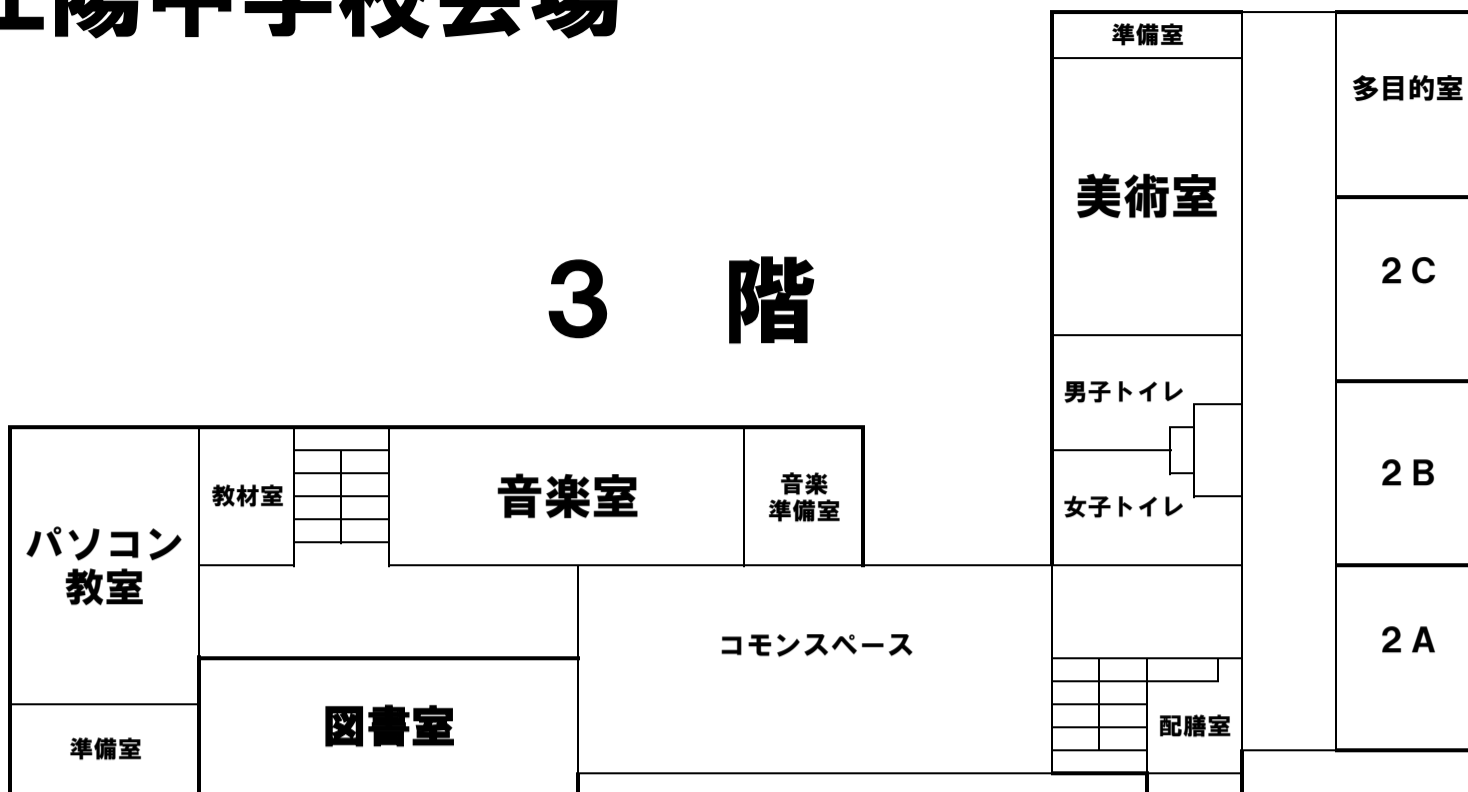 陽中学校会場
準備室
多目的室
美術室
２Ｃ
３　階
男子トイレ
２Ｂ
教材室
音楽室
音楽
準備室
女子トイレ
パソコン
教室
コモンスペース
２Ａ
図書室
配膳室
準備室